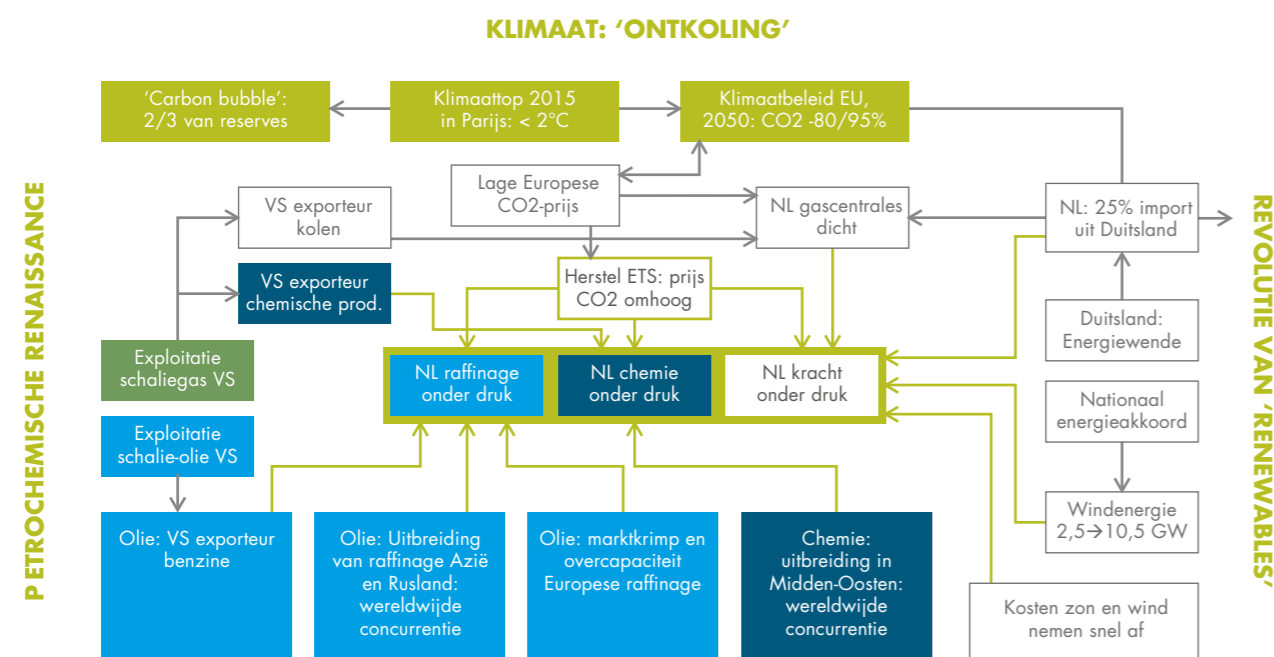 KLIMAAT: ‘ONTKOLING’
PETROCHEMISCHE RENAISSANCE
REVOLUTIE VAN ‘RENEWABLES’
‘Carbon bubble’:
2/3 van reserves
Klimaattop 2015
in Parijs: < 2°C
Klimaatbeleid EU,
2050: CO2 -80/95%
Lage Europese
CO2-prijs
VS exporteur
kolen
NL gascentrales
dicht
NL: 25% import
uit Duitsland
VS exporteur
chemische prod.
Herstel ETS: prijs
CO2 omhoog
Duitsland:
Energiewende
Exploitatie
schaliegas VS
NL raffinage
onder druk
NL chemie
onder druk
NL kracht
onder druk
Nationaal
energieakkoord
Exploitatie
schalie-olie VS
Windenergie
2,5→10,5 GW
Olie: VS exporteur
benzine
Olie: Uitbreiding
van raffinage Azië
en Rusland:
wereldwijde
concurrentie
Olie: marktkrimp en
overcapaciteit
Europese raffinage
Chemie:
uitbreiding in
Midden-Oosten:
wereldwijde
concurrentie
Kosten zon en wind
nemen snel af